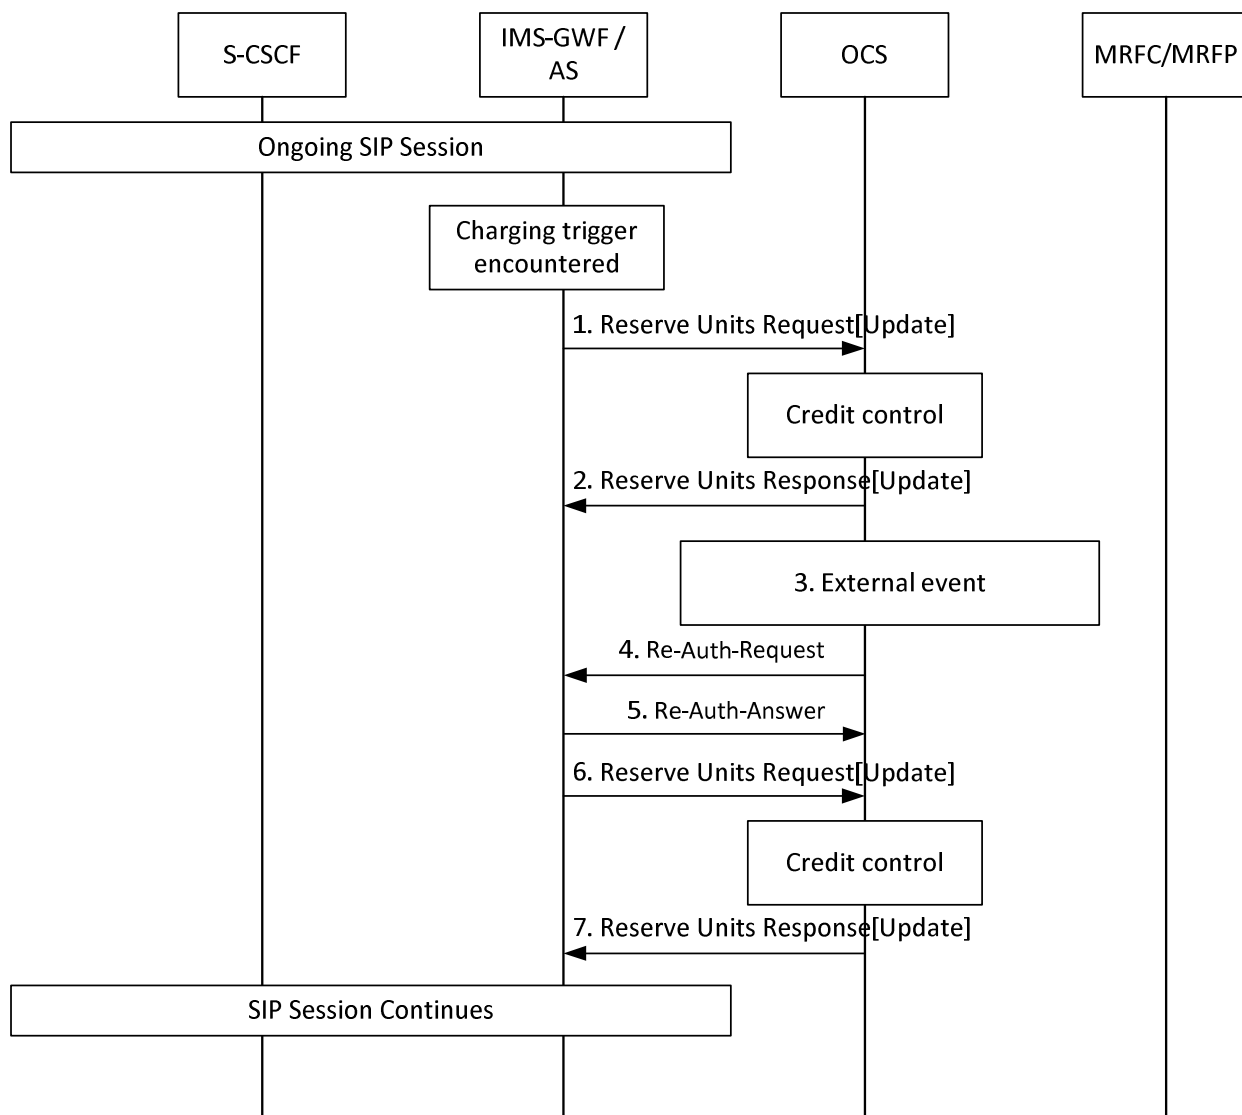 S-CSCF
IMS-GWF /
AS
OCS
MRFC/MRFP
Ongoing SIP Session
Charging trigger
encountered
1. Reserve Units Request[Update]
Credit control
2. Reserve Units Response[Update]
3. External event
4. Re-Auth-Request
5. Re-Auth-Answer
6. Reserve Units Request[Update]
Credit control
7. Reserve Units Response[Update]
SIP Session Continues